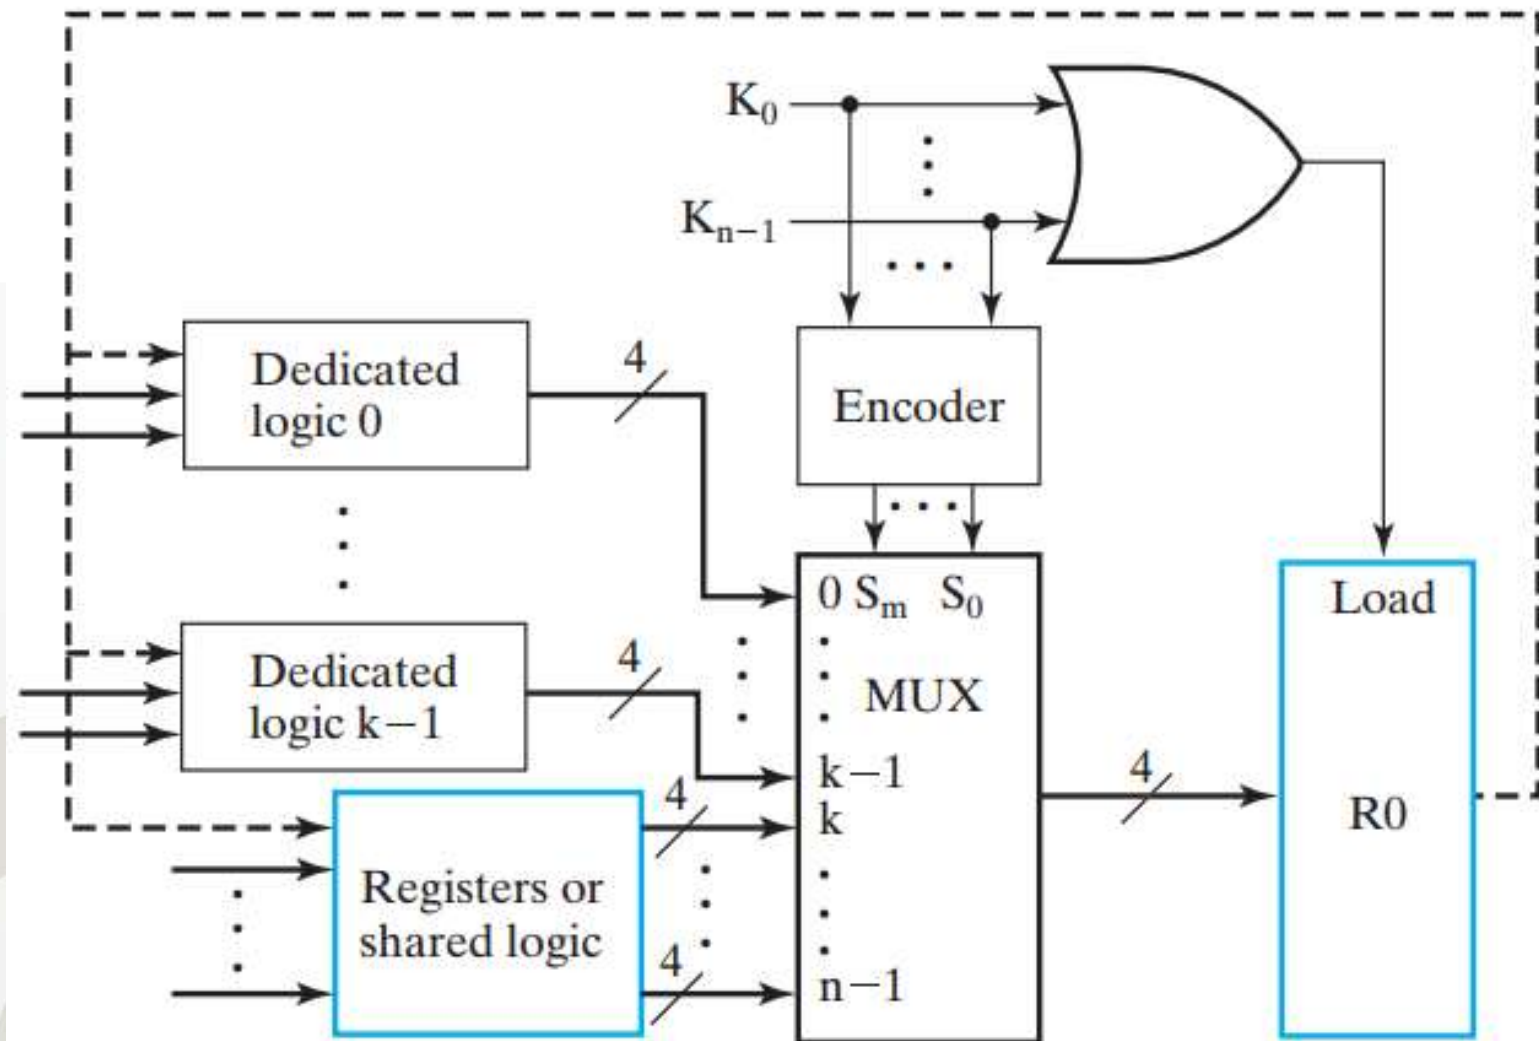 K₀
Kₙ₋₁
Dedicated
logic 0
4
Encoder
0 Sₘ S₀
Load
Dedicated
logic k−1
4
MUX
k−1
4
k
4
R0
Registers or
shared logic
4
n−1